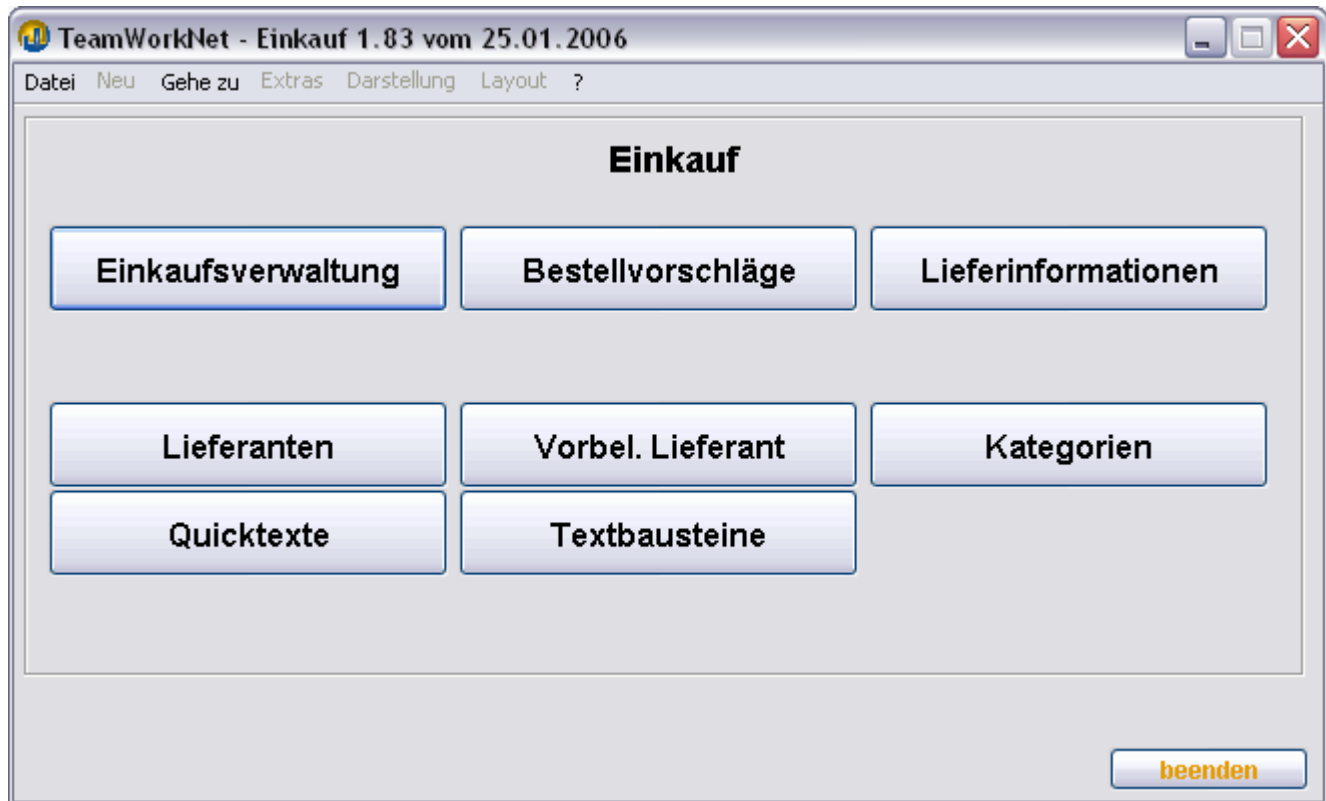 TeamWorkNet - Einkauf 1.83 vom 25.01.2006
Datei Neu Gehe zu Extras Darstellung Layout ?
Einkauf
Einkaufsverwaltung Bestellvorschläge Lieferinformationen
Lieferanten Vorbel. Lieferant Kategorien
Quicktexte Textbausteine
beenden